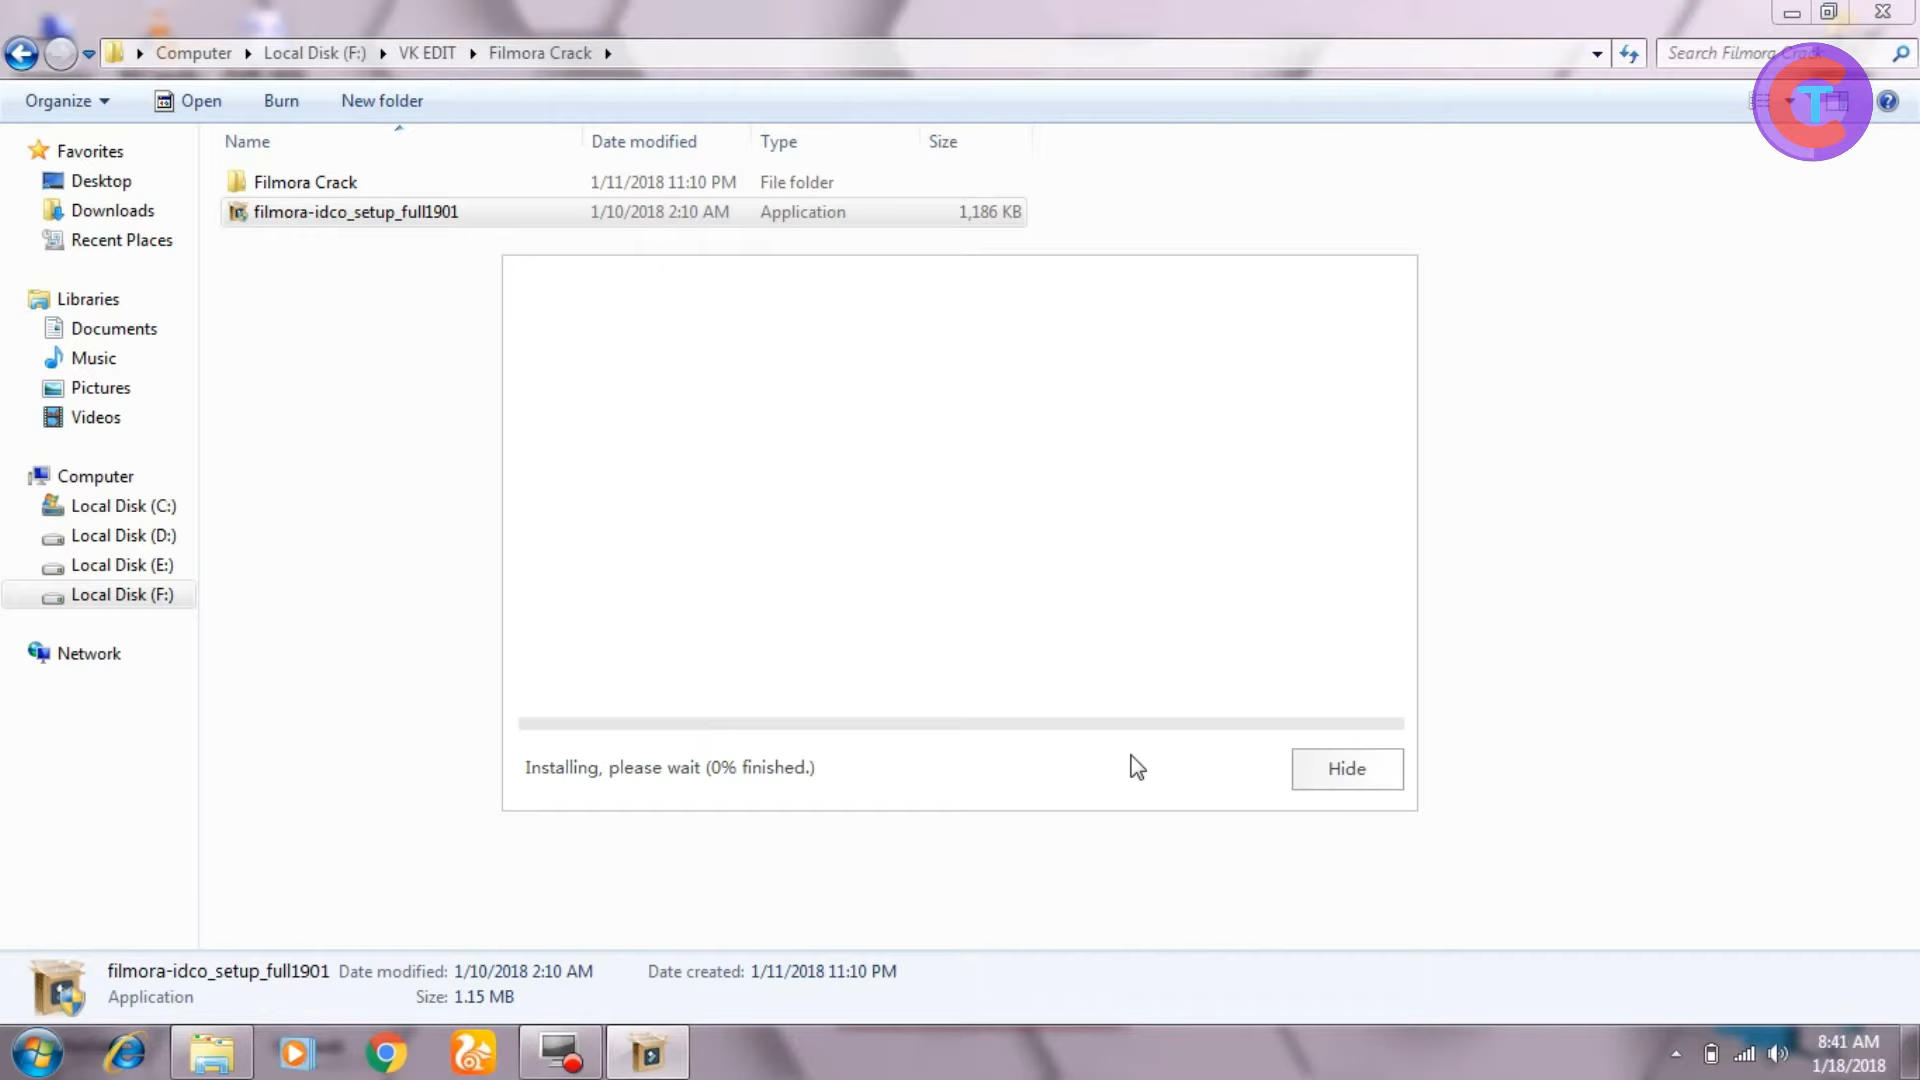 Computer Local Disk (F:) VK EDIT Filmora Crack
Search Filmora Crack
Organize Open Burn New folder
Name Date modified Type Size
Filmora Crack 1/11/2018 11:10 PM File folder
filmora-idco_setup_full1901 1/10/2018 2:10 AM Application 1,186 KB
Favorites
Desktop
Downloads
Recent Places
Libraries
Documents
Music
Pictures
Videos
Computer
Local Disk (C:)
Local Disk (D:)
Local Disk (E:)
Local Disk (F:)
Network
Installing, please wait (0% finished.)
Hide
filmora-idco_setup_full1901 Date modified: 1/10/2018 2:10 AM Date created: 1/11/2018 11:10 PM
Application Size: 1.15 MB
8:41 AM
1/18/2018